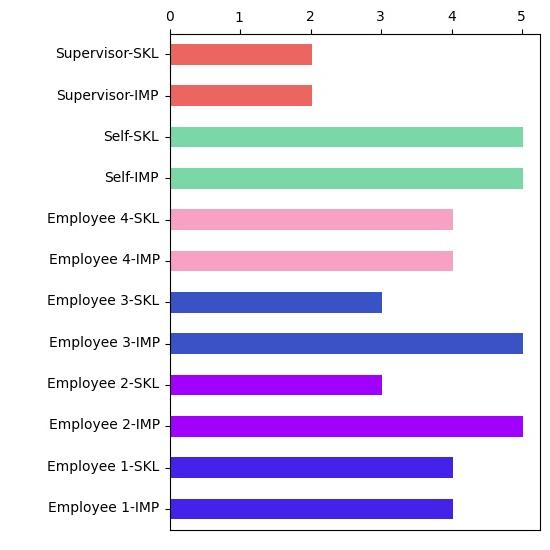 0 1 2 3 4 5
Supervisor-SKL
Supervisor-IMP
Self-SKL
Self-IMP
Employee 4-SKL
Employee 4-IMP
Employee 3-SKL
Employee 3-IMP
Employee 2-SKL
Employee 2-IMP
Employee 1-SKL
Employee 1-IMP